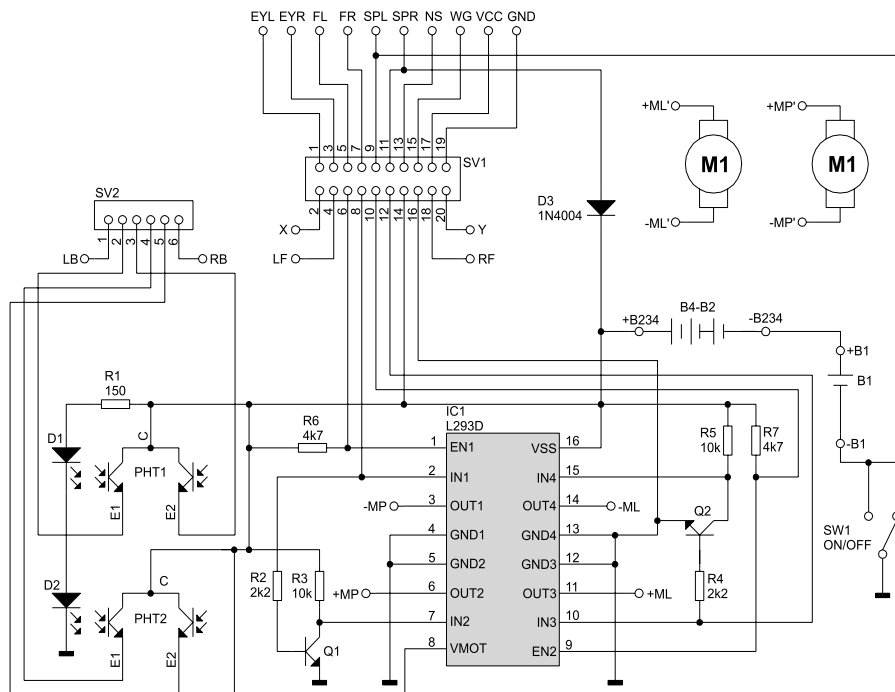 EYL EYR FL FR SPL SPR NS WG VCC GND
1 3 5 7 9 11 13 15 17 19
SV1
2 4 6 8 10 12 14 16 18 20
X
Y
LF
RF
SV2
1 2 3 4 5 6
LB
RB
+ML'
M1
-ML'
+MP'
M1
-MP'
D3
1N4004
+B234
B4-B2
-B234
+B1
B1
-B1
SW1
ON/OFF
R1
150
D1
C
PHT1
E1
E2
D2
C
PHT2
E1
E2
R6
4k7
R2
2k2
R3
10k
Q1
-MP
+MP
IC1
L293D
1 EN1
2 IN1
3 OUT1
4 GND1
5 GND2
6 OUT2
7 IN2
8 VMOT
VSS 16
IN4 15
OUT4 14
GND4 13
GND3 12
OUT3 11
IN3 10
EN2 9
-ML
+ML
R5
10k
R7
4k7
Q2
R4
2k2